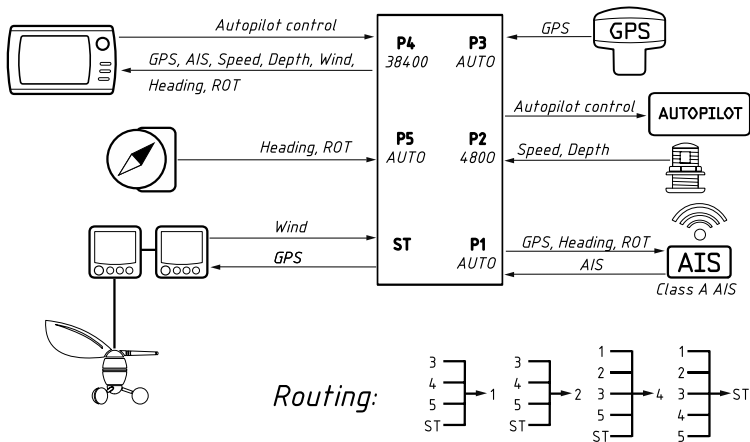 Autopilot control
GPS, AIS, Speed, Depth, Wind,
Heading, ROT
P4
38400
P3
AUTO
GPS
GPS
Autopilot control
AUTOPILOT
Heading, ROT
P5
AUTO
P2
4800
Speed, Depth
Wind
GPS
ST
P1
AUTO
GPS, Heading, ROT
AIS
AIS
Class A AIS
Routing:
3
4
5
ST
1
3
4
5
ST
2
1
2
3
5
ST
4
1
2
3
4
5
ST